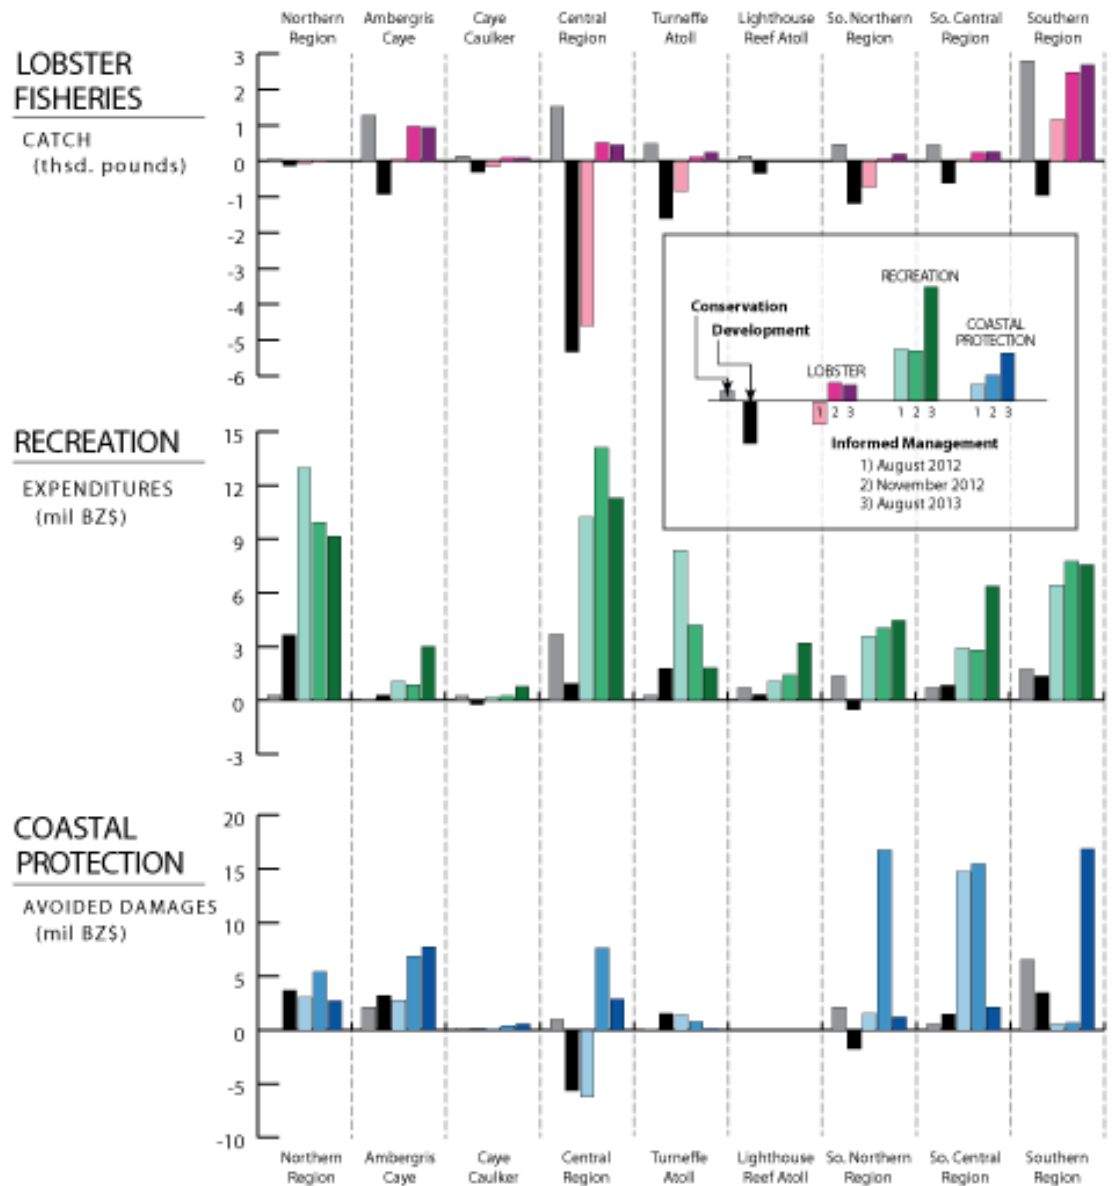 Northern Region
Ambergris Caye
Caye Caulker
Central Region
Turneffe Atoll
Lighthouse Reef Atoll
So. Northern Region
So. Central Region
Southern Region
LOBSTER
FISHERIES
CATCH
(thsd. pounds)
3
2
1
0
-1
-2
-3
-4
-5
-6
RECREATION
Conservation
Development
COASTAL
PROTECTION
LOBSTER
1 2 3
1 2 3
1 2 3
Informed Management
1) August 2012
2) November 2012
3) August 2013
RECREATION
EXPENDITURES
(mil BZ$)
15
12
9
6
3
0
-3
COASTAL
PROTECTION
AVOIDED DAMAGES
(mil BZ$)
20
15
10
5
0
-5
-10
Northern Region
Ambergris Caye
Caye Caulker
Central Region
Turneffe Atoll
Lighthouse Reef Atoll
So. Northern Region
So. Central Region
Southern Region